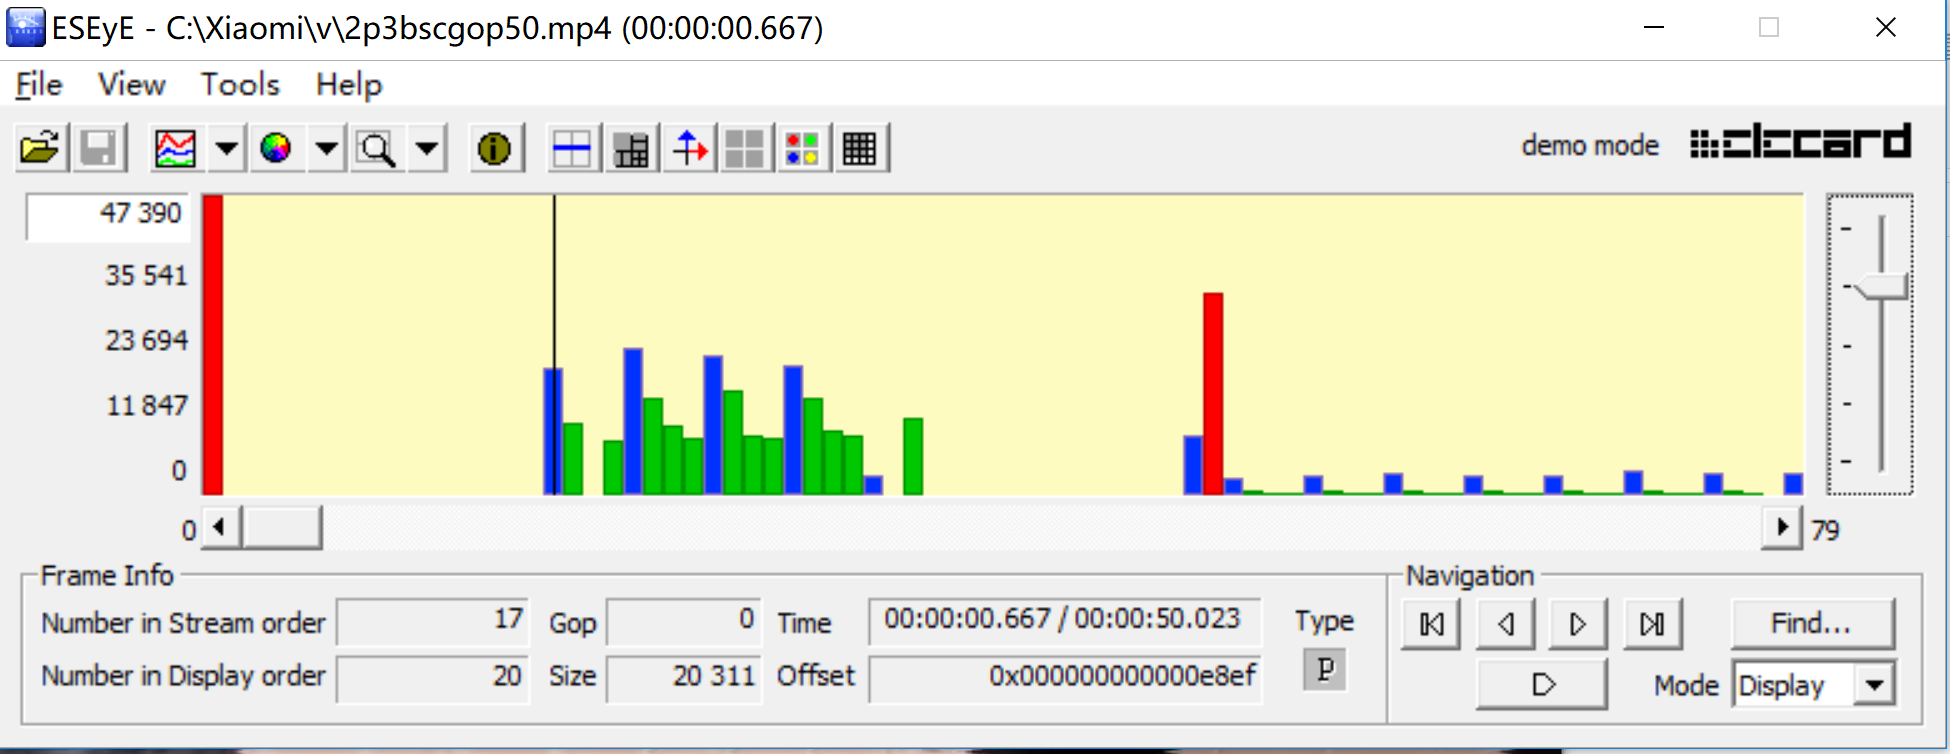 ESEyE - C:\Xiaomi\v\2p3bscgop50.mp4 (00:00:00.667)
File View Tools Help
demo mode elecard
47 390
35 541
23 694
11 847
0
0 79
Frame Info
Number in Stream order 17 Gop 0 Time 00:00:00.667 / 00:00:50.023 Type
Number in Display order 20 Size 20 311 Offset 0x000000000000e8ef P
Navigation
Find...
Mode Display